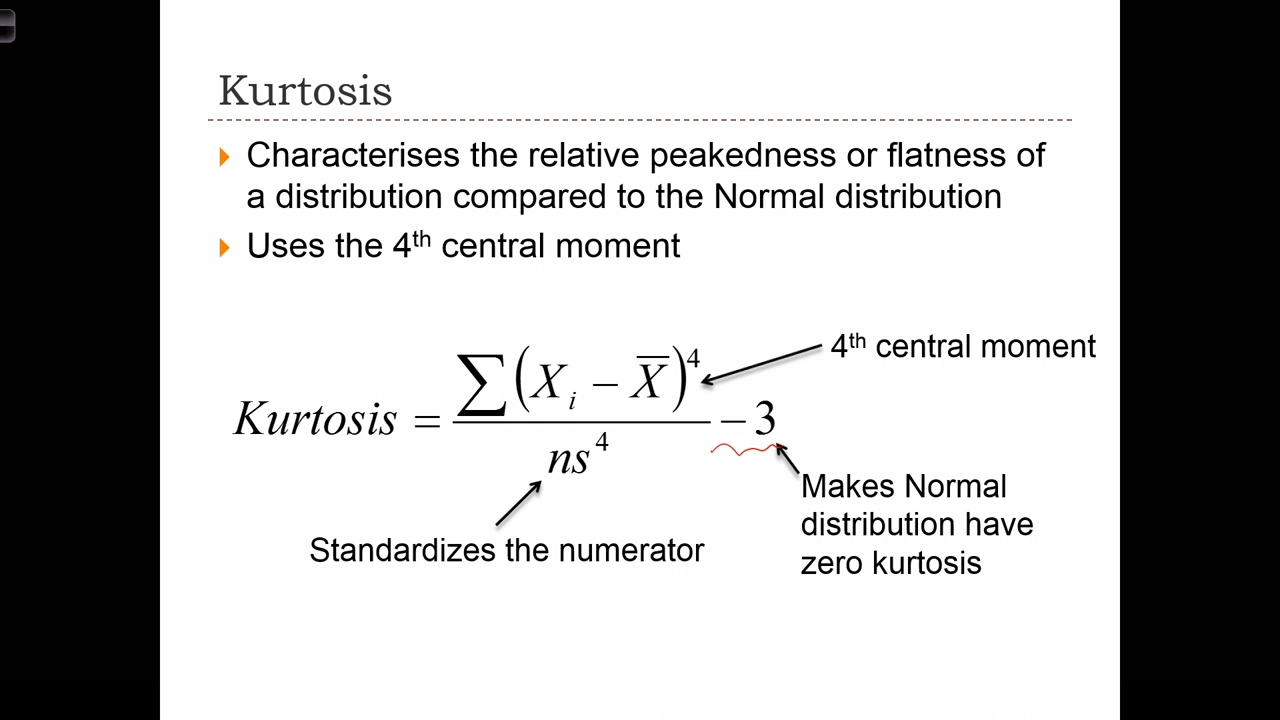 Kurtosis
Characterises the relative peakedness or flatness of
a distribution compared to the Normal distribution
Uses the 4th central moment
4th central moment
Kurtosis = ∑(Xᵢ − X̄)⁴ / ns⁴ − 3
Makes Normal
distribution have
zero kurtosis
Standardizes the numerator